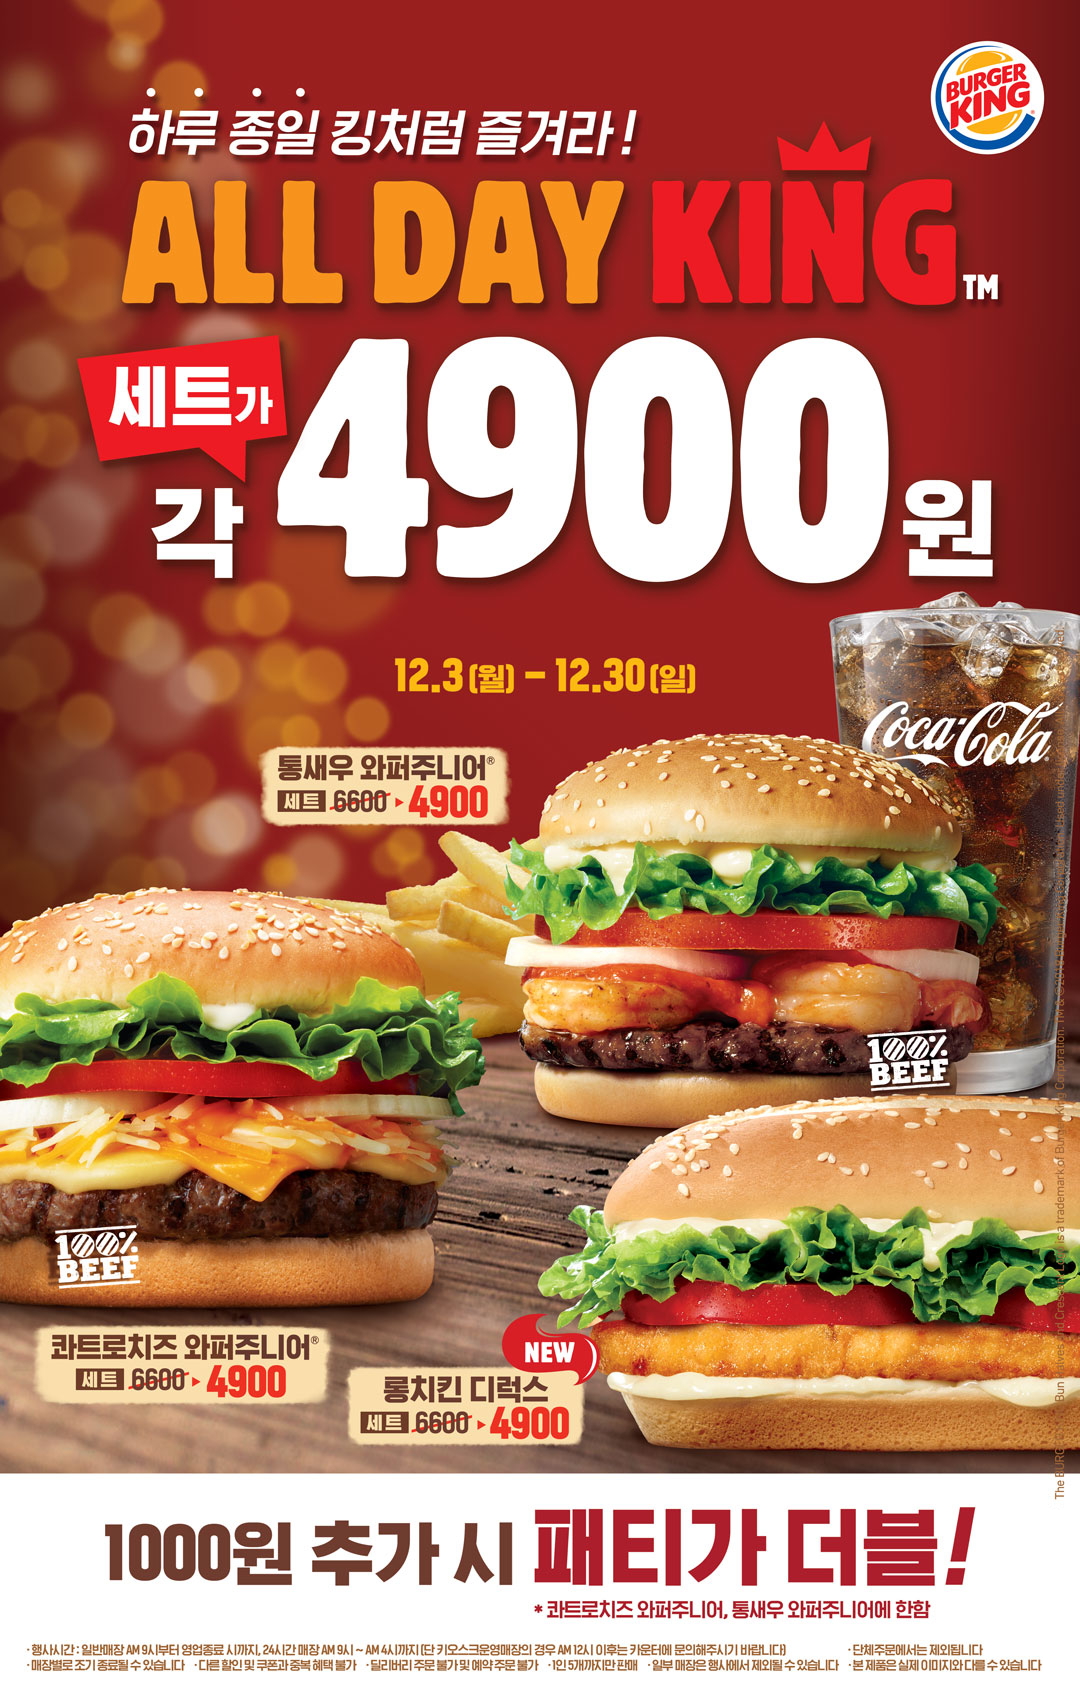 BURGER
KING
하루 종일 킹처럼 즐겨라!
ALL DAY KING™
세트가
각 4900원
12.3(월) – 12.30(일)
Coca-Cola
통새우 와퍼주니어®
세트 6600 ▸ 4900
100%
BEEF
100%
BEEF
콰트로치즈 와퍼주니어®
세트 6600 ▸ 4900
NEW
롱치킨 디럭스
세트 6600 ▸ 4900
1000원 추가 시 패티가 더블!
* 콰트로치즈 와퍼주니어, 통새우 와퍼주니어에 한함
·행사시간 : 일반매장 AM 9시부터 영업종료 시까지, 24시간 매장 AM 9시 ~ AM 4시까지 (단 키오스크운영매장의 경우 AM 12시 이후는 카운터에 문의해주시기 바랍니다) ·단체주문에서는 제외됩니다
·매장별로 조기 종료될 수 있습니다 ·다른 할인 및 쿠폰과 중복 혜택 불가 ·딜리버리 주문 불가 및 예약 주문 불가 ·1인 5개까지만 판매 ·일부 매장은 행사에서 제외될 수 있습니다 ·본 제품은 실제 이미지와 다를 수 있습니다